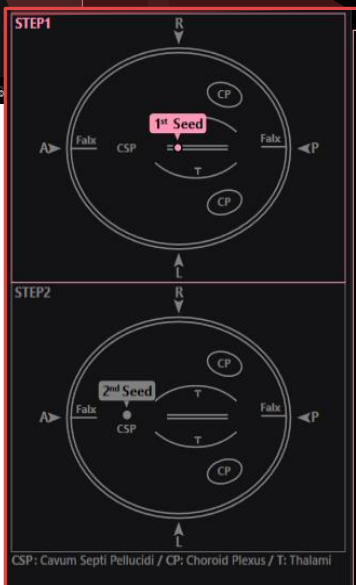 STEP1
R
CP
1st Seed
A Falx CSP Falx P
T
CP
L
STEP2
R
CP
2nd Seed
T
A Falx Falx P
CSP
T
CP
L
CSP: Cavum Septi Pellucidi / CP: Choroid Plexus / T: Thalami